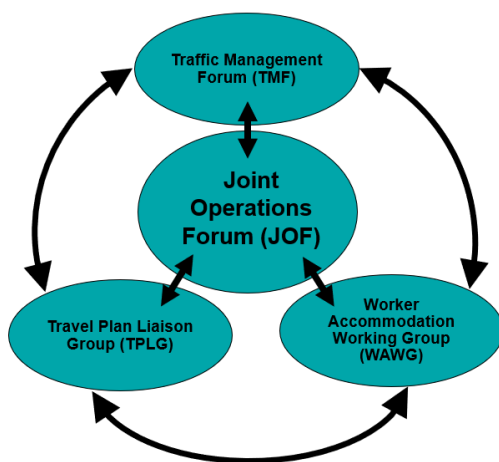 Traffic Management
Forum (TMF)
Joint
Operations
Forum (JOF)
Travel Plan Liaison
Group (TPLG)
Worker
Accommodation
Working Group
(WAWG)